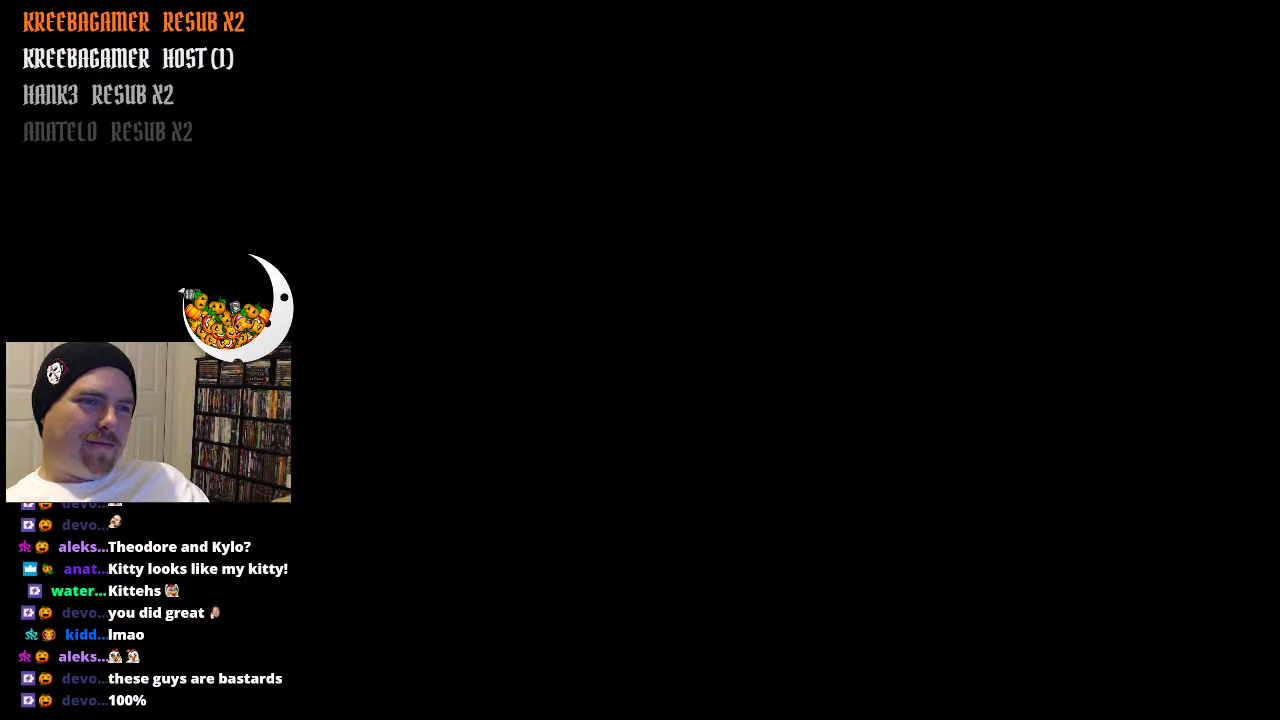 KREEBAGAMER RESUB X2
KREEBAGAMER HOST (1)
HANK3 RESUB X2
ANATELO RESUB X2
devo...
devo...
aleks... Theodore and Kylo?
anat... Kitty looks like my kitty!
water... Kittehs
devo... you did great
kidd... lmao
aleks...
devo... these guys are bastards
devo... 100%